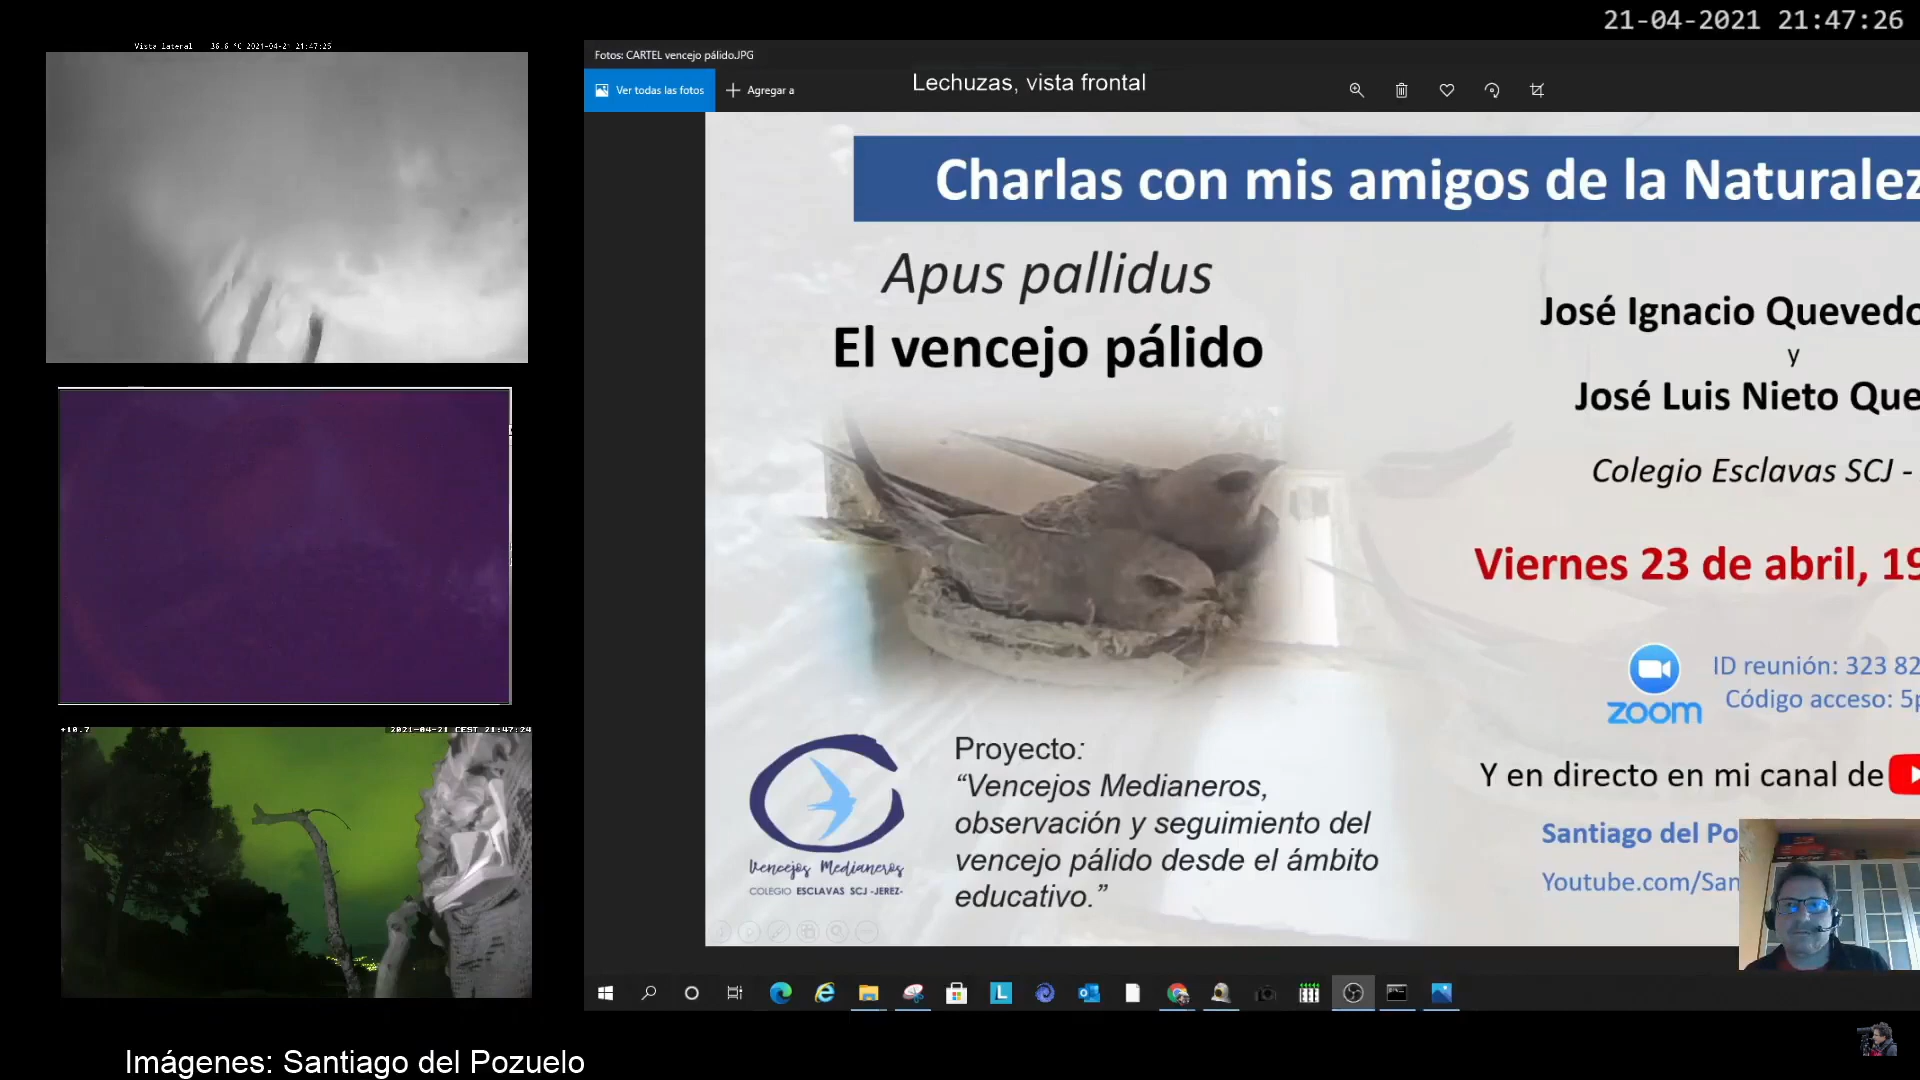 21-04-2021 21:47:26
Vista lateral 36.6 °C 2021-04-21 21:47:25
Fotos: CARTEL vencejo pálido.JPG
Ver todas las fotos
Agregar a
Lechuzas, vista frontal
Charlas con mis amigos de la Naturalez
Apus pallidus
El vencejo pálido
José Ignacio Quevedo
y
José Luis Nieto Que
Colegio Esclavas SCJ -
Viernes 23 de abril, 19
zoom
ID reunión: 323 82
Código acceso: 5p
Y en directo en mi canal de
Santiago del Po
Youtube.com/San
Proyecto:
“Vencejos Medianeros,
observación y seguimiento del
vencejo pálido desde el ámbito
educativo.”
Vencejos Medianeros
COLEGIO ESCLAVAS SCJ -JEREZ-
+10.7
2021-04-21 CEST 21:47:24
Imágenes: Santiago del Pozuelo